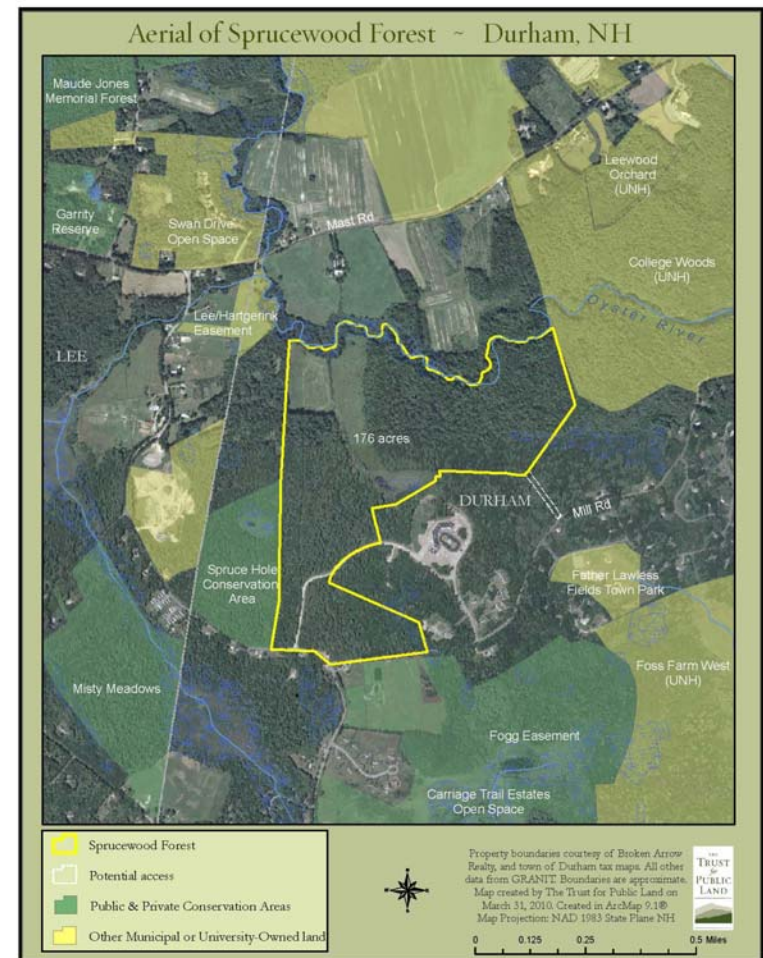 Aerial of Sprucewood Forest ~ Durham, NH
Maude Jones
Memorial Forest
Leewood
Orchard
(UNH)
Garrity
Reserve
Swan Drive
Open Space
Mast Rd
College Woods
(UNH)
Lee/Hartgerink
Easement
Oyster River
LEE
176 acres
DURHAM
Mill Rd
Spruce Hole
Conservation
Area
Father Lawless
Fields Town Park
Misty Meadows
Foss Farm West
(UNH)
Fogg Easement
Carriage Trail Estates
Open Space
Sprucewood Forest
Potential access
Public & Private Conservation Areas
Other Municipal or University-Owned land
Property boundaries courtesy of Broken Arrow
Realty, and town of Durham tax maps. All other
data from GRANIT. Boundaries are approximate.
Map created by The Trust for Public Land on
March 31, 2010. Created in ArcMap 9.1®
Map Projection: NAD 1983 State Plane NH
THE
TRUST
for
PUBLIC
LAND
0 0.125 0.25 0.5 Miles